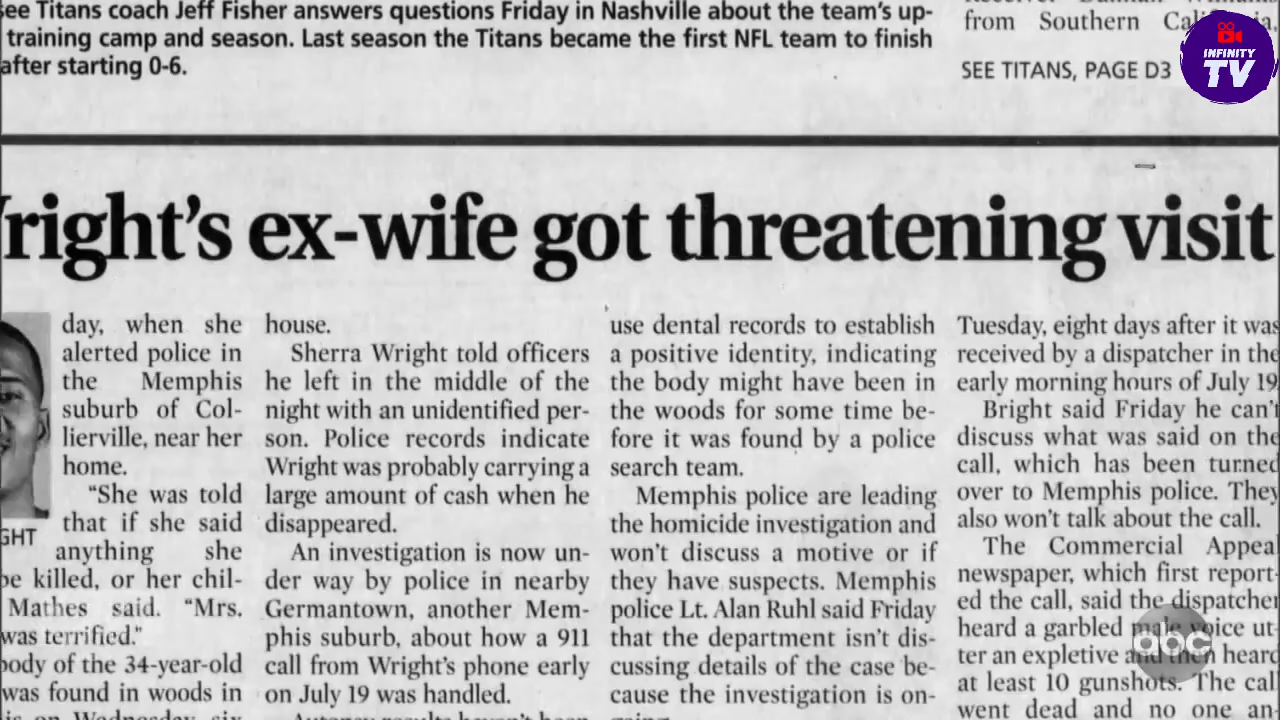 see Titans coach Jeff Fisher answers questions Friday in Nashville about the team's up-
training camp and season. Last season the Titans became the first NFL team to finish
after starting 0-6.
from Southern
SEE TITANS, PAGE D3
INFINITY
TV
right's ex-wife got threatening visit
day, when she
alerted police in
the Memphis
suburb of Col-
lierville, near her
home.
"She was told
that if she said
anything she
be killed, or her chil-
Mathes said. "Mrs.
was terrified."
body of the 34-year-old
was found in woods in
GHT
house.
Sherra Wright told officers
he left in the middle of the
night with an unidentified per-
son. Police records indicate
Wright was probably carrying a
large amount of cash when he
disappeared.
An investigation is now un-
der way by police in nearby
Germantown, another Mem-
phis suburb, about how a 911
call from Wright's phone early
on July 19 was handled.
use dental records to establish
a positive identity, indicating
the body might have been in
the woods for some time be-
fore it was found by a police
search team.
Memphis police are leading
the homicide investigation and
won't discuss a motive or if
they have suspects. Memphis
police Lt. Alan Ruhl said Friday
that the department isn't dis-
cussing details of the case be-
cause the investigation is on-
Tuesday, eight days after it was
received by a dispatcher in the
early morning hours of July 19
Bright said Friday he can't
discuss what was said on the
call, which has been turned
over to Memphis police. They
also won't talk about the call.
The Commercial Appeal
newspaper, which first report-
ed the call, said the dispatcher
heard a garbled male voice ut-
ter an expletive and then heard
at least 10 gunshots. The call
went dead and no one an-
abc